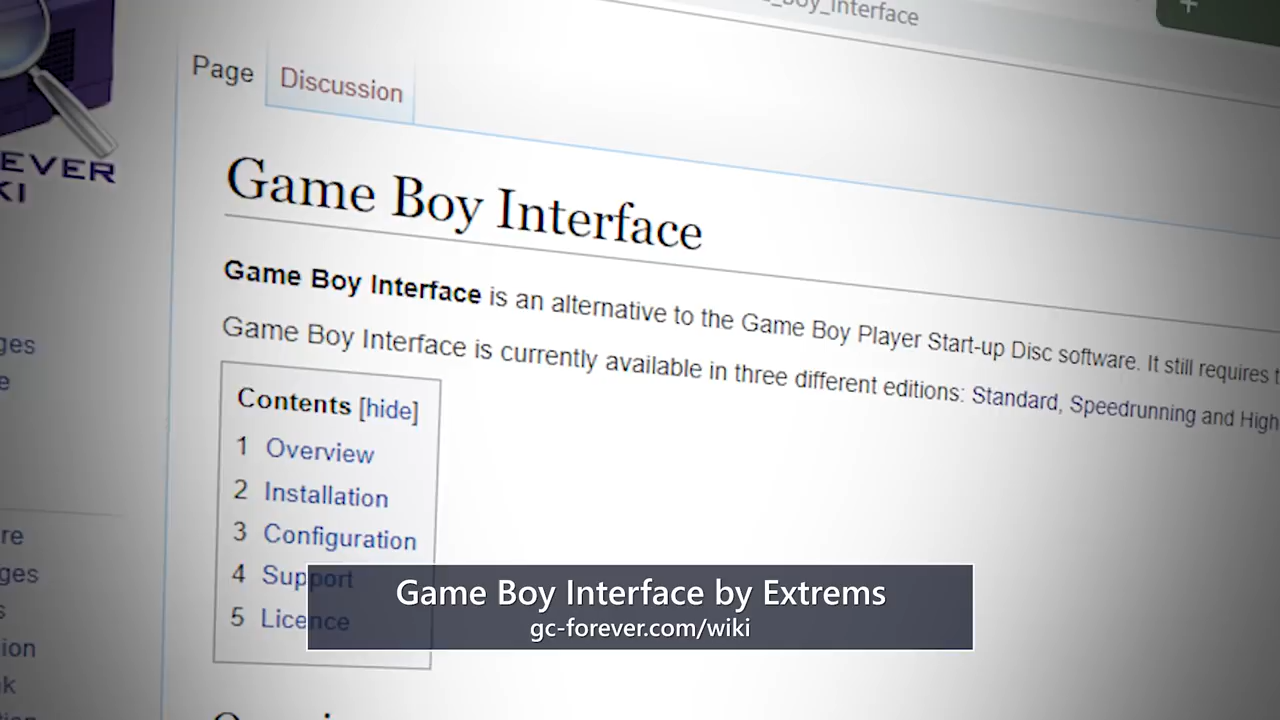 _Boy_Interface
+
Page
Discussion
EVER
KI
Game Boy Interface
Game Boy Interface is an alternative to the Game Boy Player Start-up Disc software. It still requires
Game Boy Interface is currently available in three different editions: Standard, Speedrunning and High
Contents [hide]
1 Overview
2 Installation
3 Configuration
4 Support
5 Licence
ges
e
re
ges
s
ion
k
Game Boy Interface by Extrems
gc-forever.com/wiki